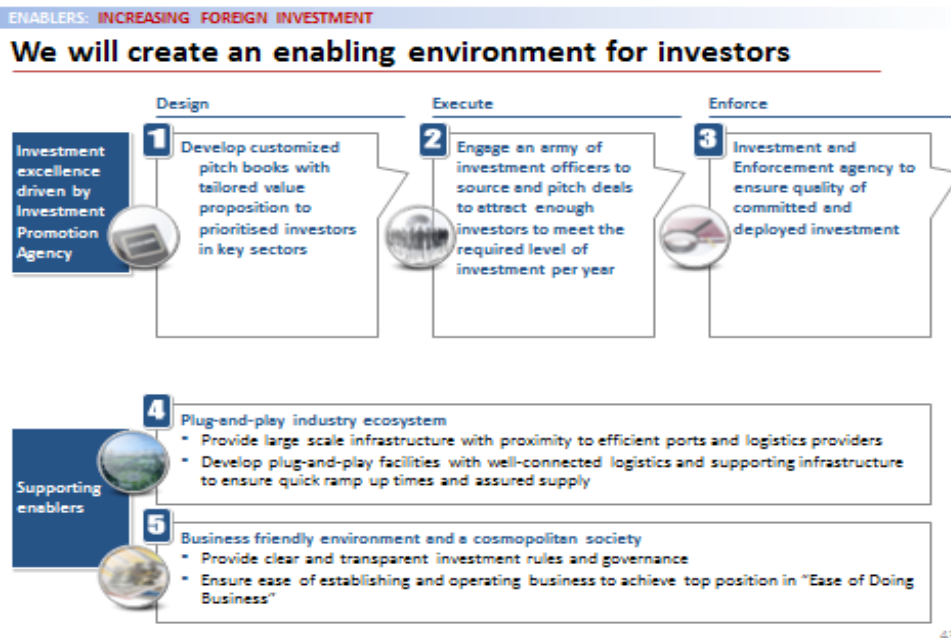 ENABLERS: INCREASING FOREIGN INVESTMENT
We will create an enabling environment for investors
Design
Execute
Enforce
Investment
excellence
driven by
Investment
Promotion
Agency
1
Develop customized
pitch books with
tailored value
proposition to
prioritised investors
in key sectors
2
Engage an army of
investment officers to
source and pitch deals
to attract enough
investors to meet the
required level of
investment per year
3
Investment and
Enforcement agency to
ensure quality of
committed and
deployed investment
Supporting
enablers
4
Plug-and-play industry ecosystem
- Provide large scale infrastructure with proximity to efficient ports and logistics providers
- Develop plug-and-play facilities with well-connected logistics and supporting infrastructure
to ensure quick ramp up times and assured supply
5
Business friendly environment and a cosmopolitan society
- Provide clear and transparent investment rules and governance
- Ensure ease of establishing and operating business to achieve top position in “Ease of Doing
Business”